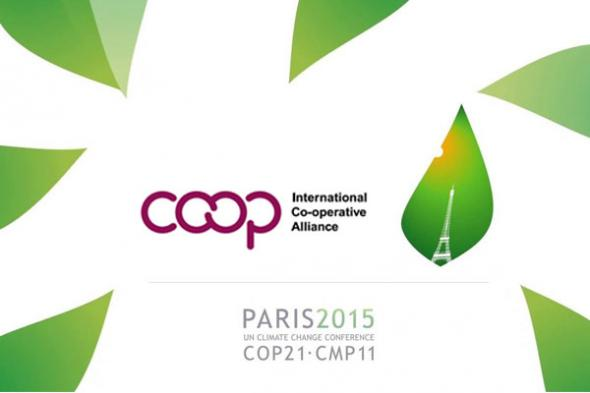 coop
International
Co-operative
Alliance
PARIS2015
UN CLIMATE CHANGE CONFERENCE
COP21·CMP11